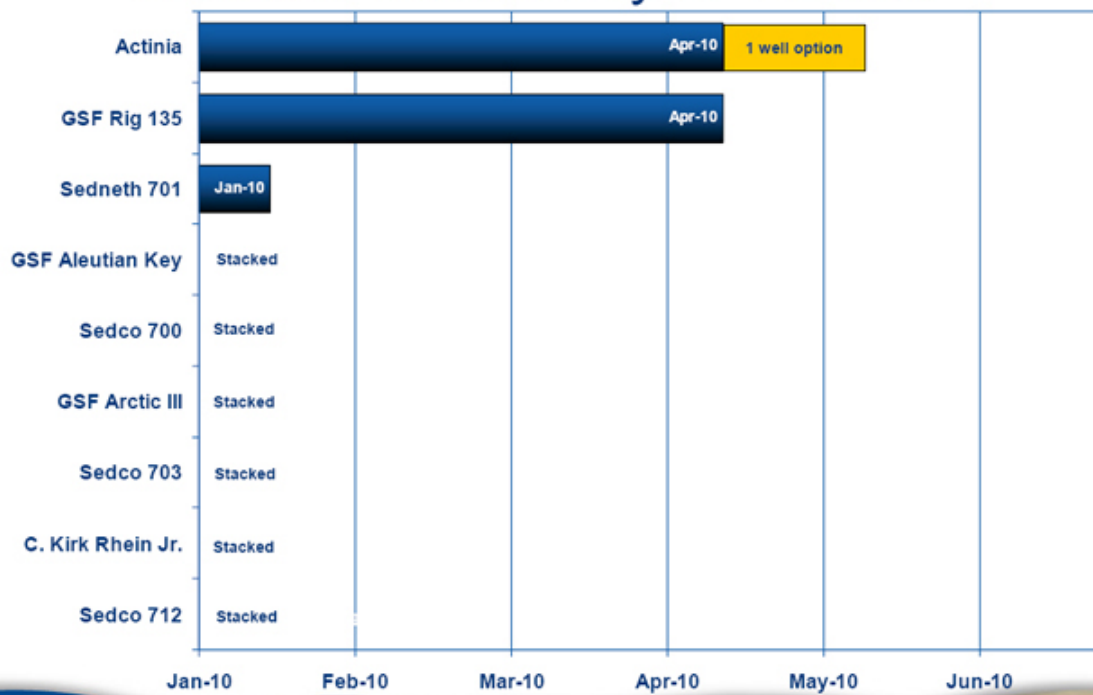 Actinia Apr-10 1 well option
GSF Rig 135 Apr-10
Sedneth 701 Jan-10
GSF Aleutian Key Stacked
Sedco 700 Stacked
GSF Arctic III Stacked
Sedco 703 Stacked
C. Kirk Rhein Jr. Stacked
Sedco 712 Stacked
Jan-10 Feb-10 Mar-10 Apr-10 May-10 Jun-10